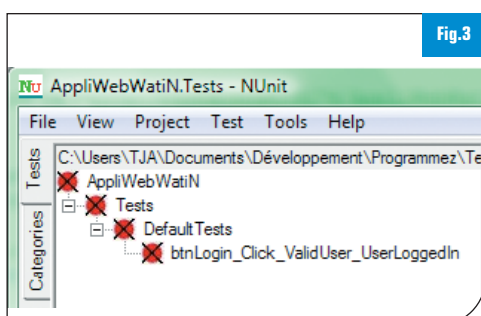 Fig.3
NU AppliWebWatiN.Tests - NUnit
File View Project Test Tools Help
Tests
Categories
C:\Users\TJA\Documents\Développement\Programmez\Te
AppliWebWatiN
Tests
DefaultTests
btnLogin_Click_ValidUser_UserLoggedIn